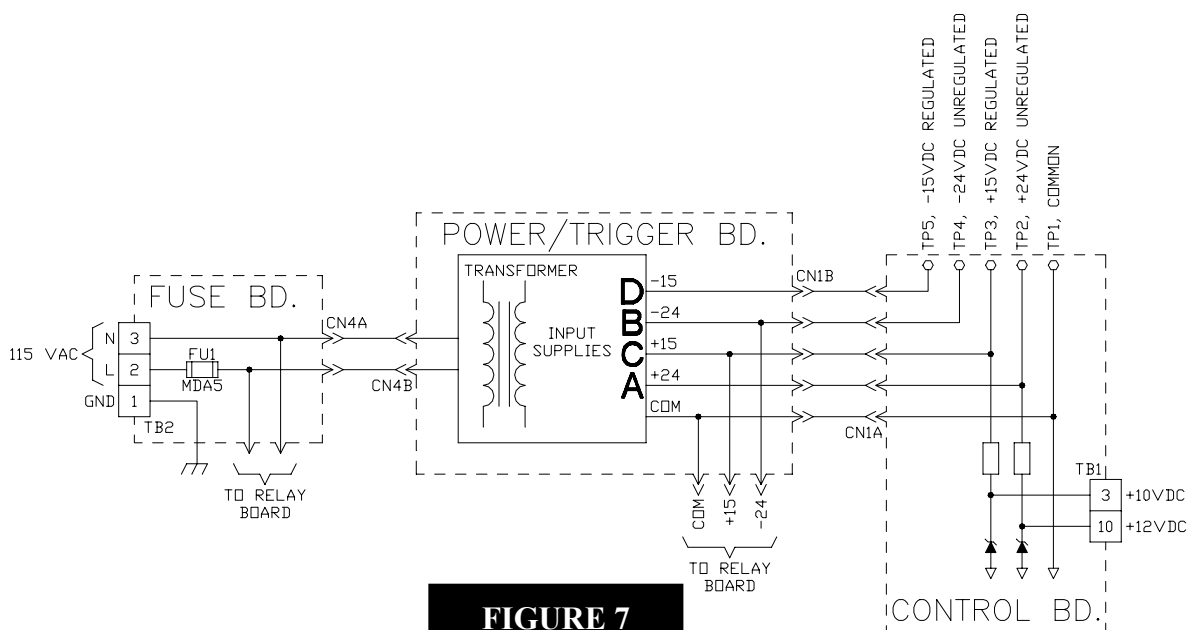 TP5, -15VDC REGULATED
TP4, -24VDC UNREGULATED
TP3, +15VDC REGULATED
TP2, +24VDC UNREGULATED
TP1, COMMON
POWER/TRIGGER BD.
TRANSFORMER
INPUT
SUPPLIES
D -15
B -24
C +15
A +24
COM
CN1B
CN1A
FUSE BD.
CN4A
CN4B
115 VAC
N 3
L 2
GND 1
FU1
MDA5
TB2
TO RELAY
BOARD
COM
+15
-24
TO RELAY
BOARD
TB1
3 +10VDC
10 +12VDC
CONTROL BD.
FIGURE 7